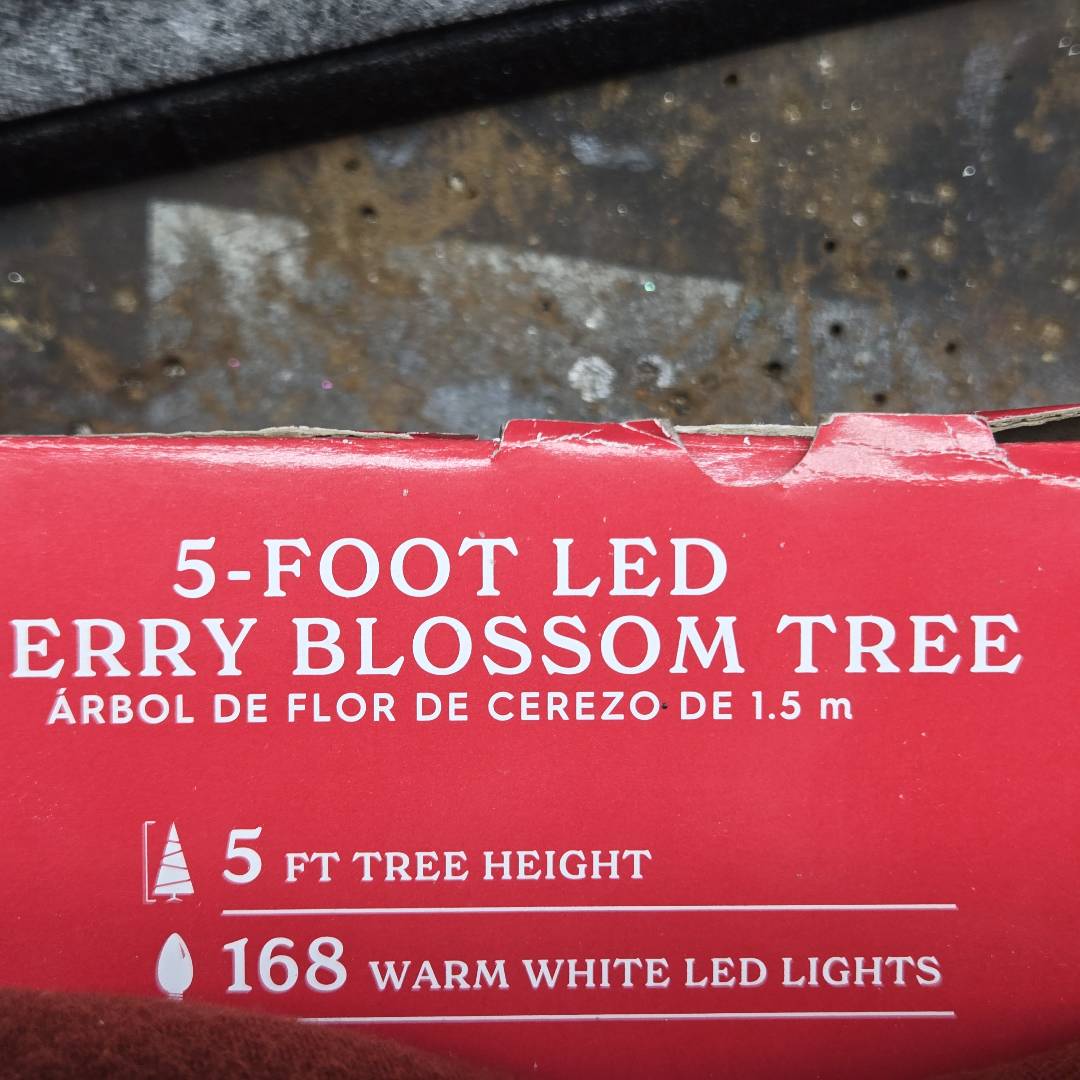 5-FOOT LED
ERRY BLOSSOM TREE
ÁRBOL DE FLOR DE CEREZO DE 1.5 m
5 FT TREE HEIGHT
168 WARM WHITE LED LIGHTS